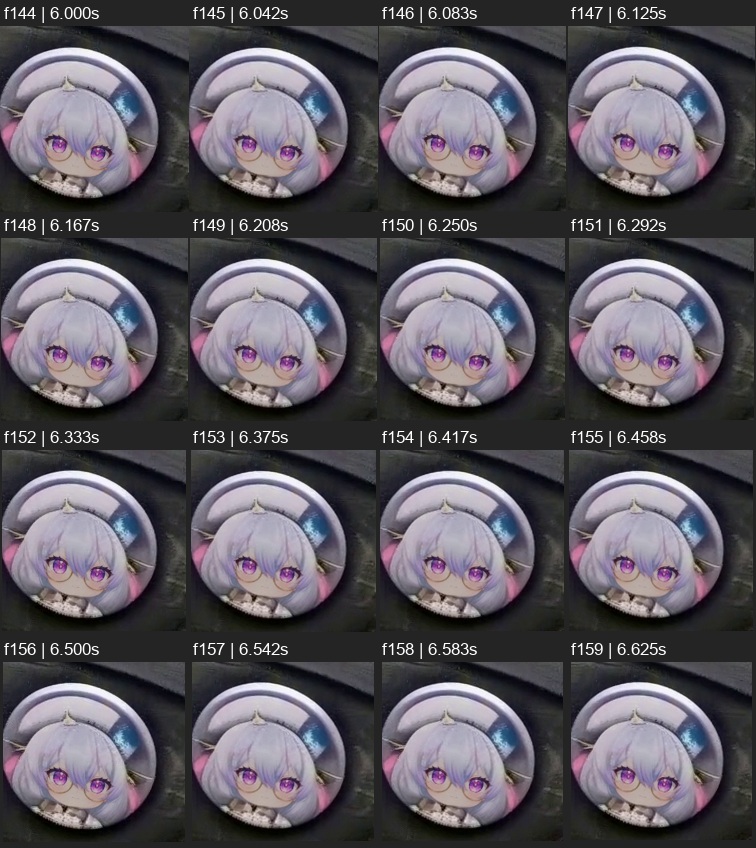 f144 | 6.000s f145 | 6.042s f146 | 6.083s f147 | 6.125s
f148 | 6.167s f149 | 6.208s f150 | 6.250s f151 | 6.292s
f152 | 6.333s f153 | 6.375s f154 | 6.417s f155 | 6.458s
f156 | 6.500s f157 | 6.542s f158 | 6.583s f159 | 6.625s